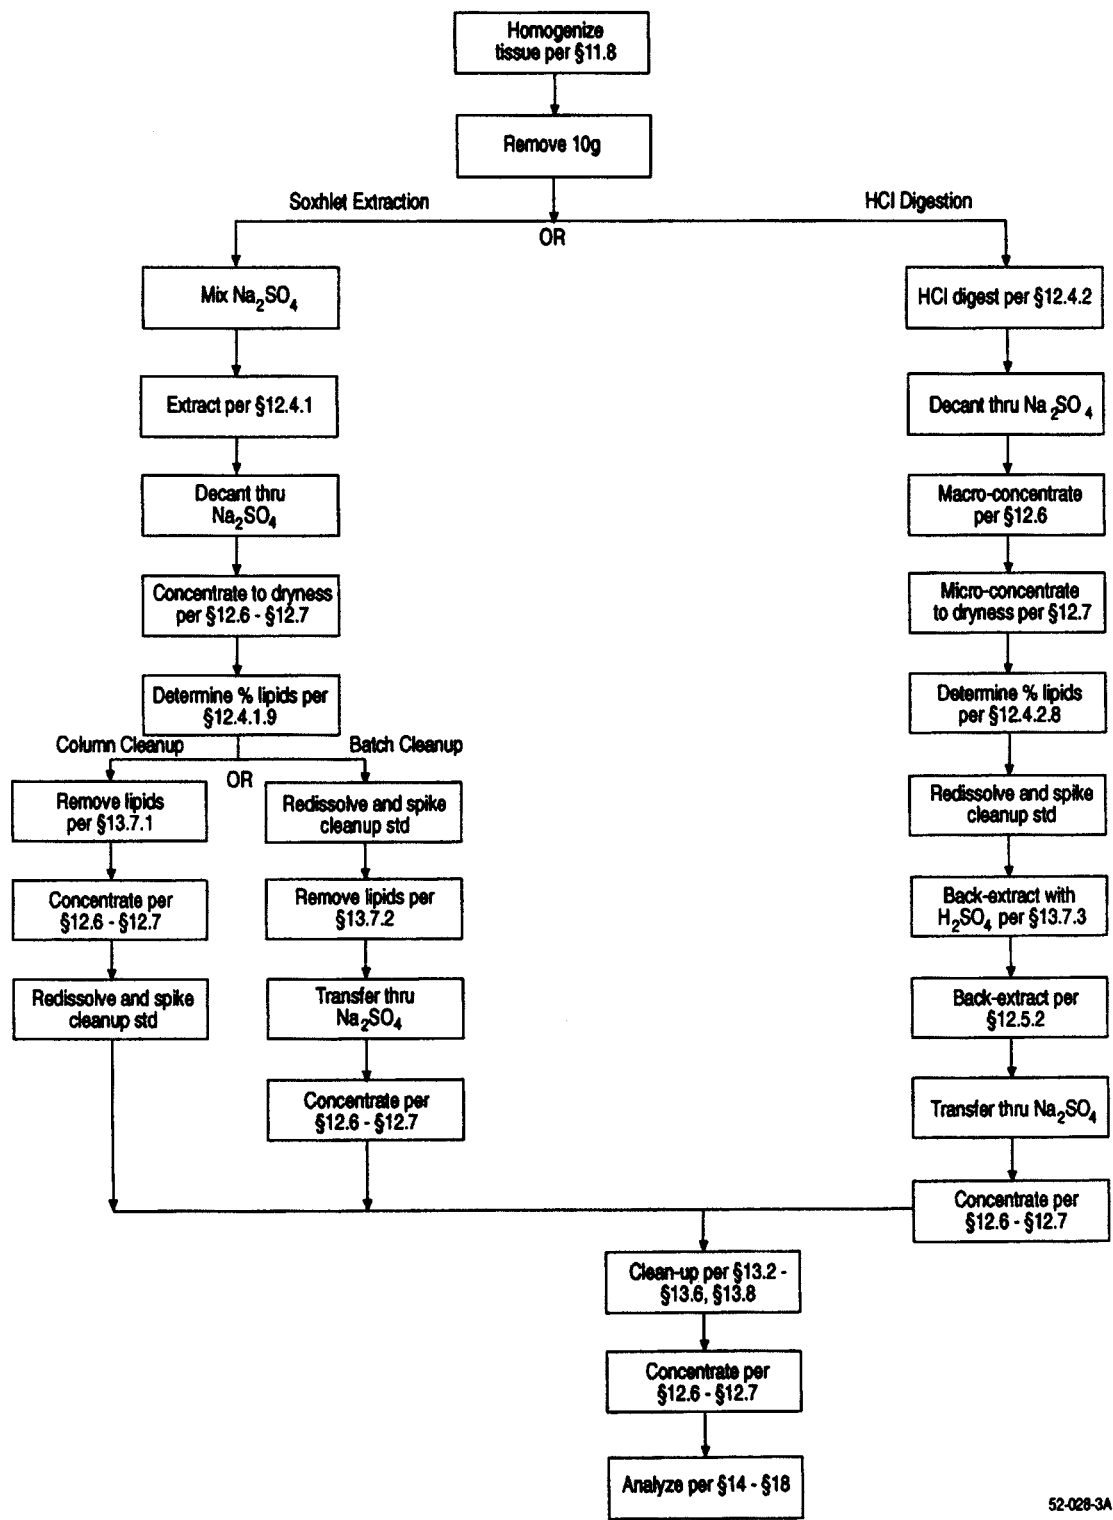 Homogenize
tissue per §11.8
Remove 10g
Soxhlet Extraction
HCl Digestion
OR
Mix Na₂SO₄
Extract per §12.4.1
Decant thru
Na₂SO₄
Concentrate to dryness
per §12.6 - §12.7
Determine % lipids per
§12.4.1.9
Column Cleanup
Batch Cleanup
OR
Remove lipids
per §13.7.1
Concentrate per
§12.6 - §12.7
Redissolve and spike
cleanup std
Redissolve and spike
cleanup std
Remove lipids per
§13.7.2
Transfer thru
Na₂SO₄
Concentrate per
§12.6 - §12.7
HCl digest per §12.4.2
Decant thru Na₂SO₄
Macro-concentrate
per §12.6
Micro-concentrate
to dryness per §12.7
Determine % lipids
per §12.4.2.8
Redissolve and spike
cleanup std
Back-extract with
H₂SO₄ per §13.7.3
Back-extract per
§12.5.2
Transfer thru Na₂SO₄
Concentrate per
§12.6 - §12.7
Clean-up per §13.2 -
§13.6, §13.8
Concentrate per
§12.6 - §12.7
Analyze per §14 - §18
52-028-3A